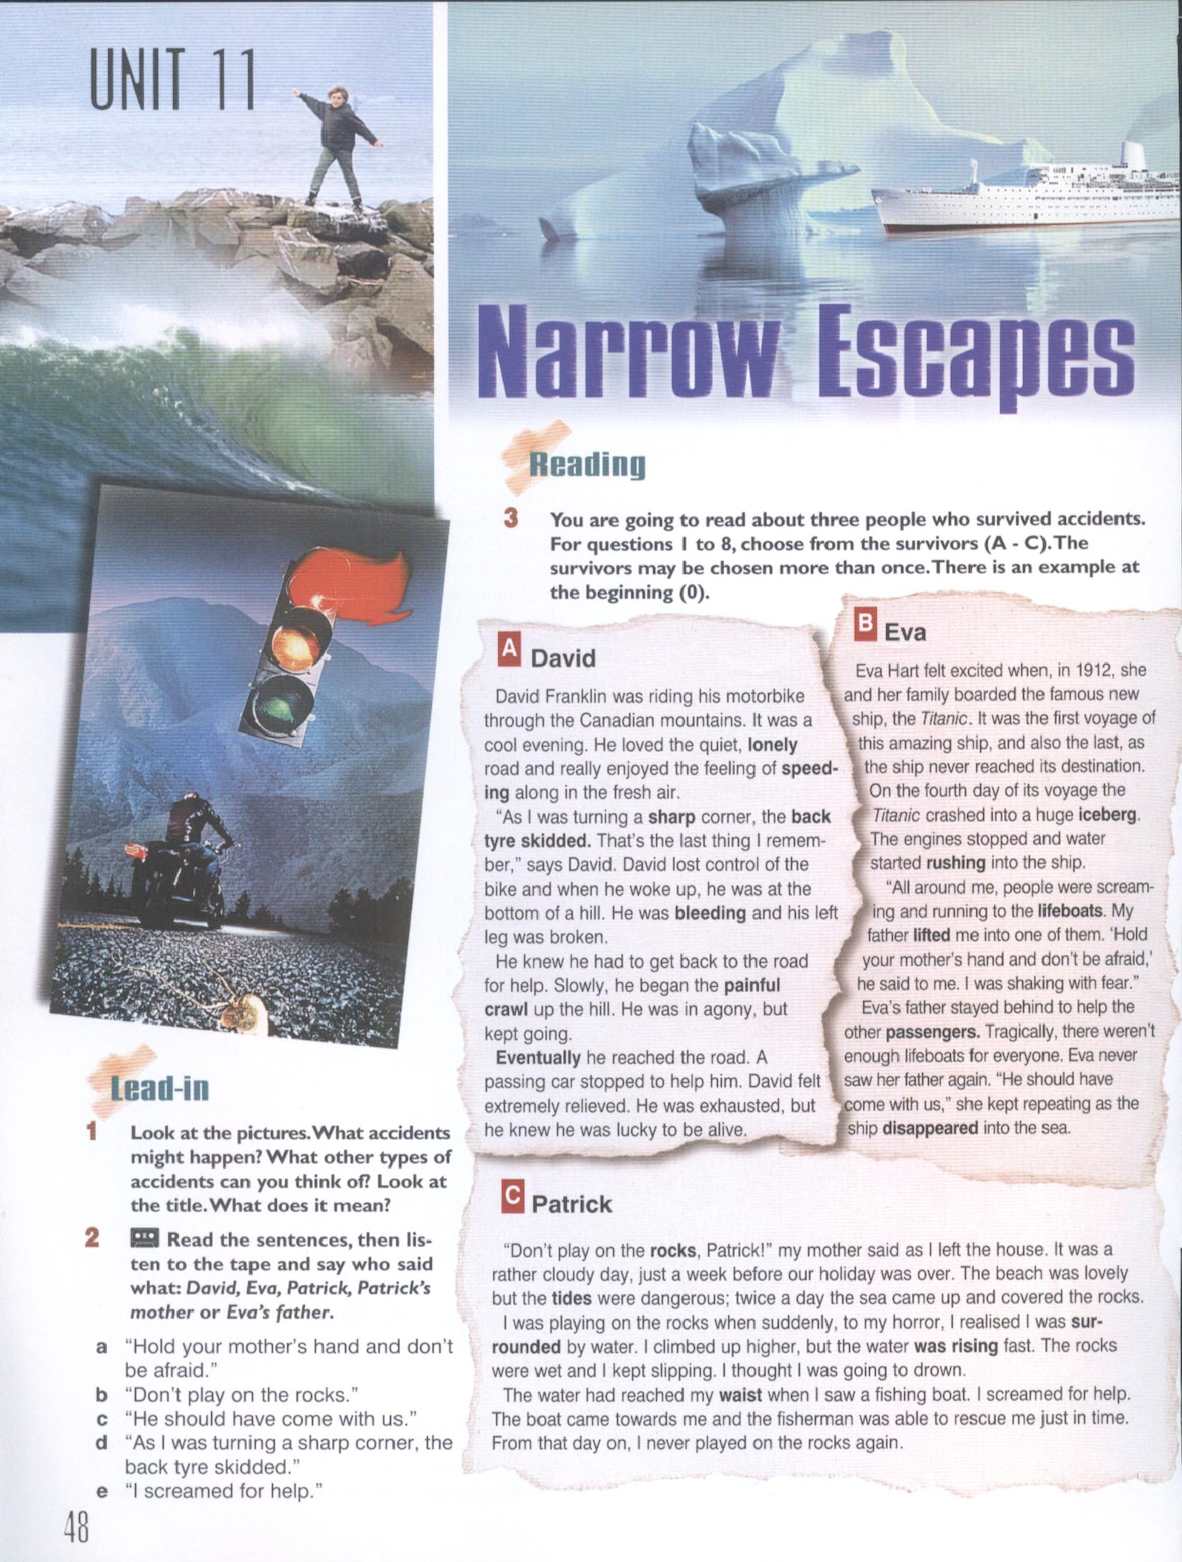 UNIT 11
Narrow Escapes
Lead-in
1 Look at the pictures. What accidents
might happen? What other types of
accidents can you think of? Look at
the title. What does it mean?
2 Read the sentences, then lis-
ten to the tape and say who said
what: David, Eva, Patrick, Patrick's
mother or Eva's father.
a "Hold your mother's hand and don't
be afraid."
b "Don't play on the rocks."
c "He should have come with us."
d "As I was turning a sharp corner, the
back tyre skidded."
e "I screamed for help."
Reading
3 You are going to read about three people who survived accidents.
For questions 1 to 8, choose from the survivors (A - C). The
survivors may be chosen more than once. There is an example at
the beginning (0).
A David
David Franklin was riding his motorbike
through the Canadian mountains. It was a
cool evening. He loved the quiet, lonely
road and really enjoyed the feeling of speed-
ing along in the fresh air.
"As I was turning a sharp corner, the back
tyre skidded. That's the last thing I remem-
ber," says David. David lost control of the
bike and when he woke up, he was at the
bottom of a hill. He was bleeding and his left
leg was broken.
He knew he had to get back to the road
for help. Slowly, he began the painful
crawl up the hill. He was in agony, but
kept going.
Eventually he reached the road. A
passing car stopped to help him. David felt
extremely relieved. He was exhausted, but
he knew he was lucky to be alive.
B Eva
Eva Hart felt excited when, in 1912, she
and her family boarded the famous new
ship, the Titanic. It was the first voyage of
this amazing ship, and also the last, as
the ship never reached its destination.
On the fourth day of its voyage the
Titanic crashed into a huge iceberg.
The engines stopped and water
started rushing into the ship.
"All around me, people were scream-
ing and running to the lifeboats. My
father lifted me into one of them. 'Hold
your mother's hand and don't be afraid,'
he said to me. I was shaking with fear."
Eva's father stayed behind to help the
other passengers. Tragically, there weren't
enough lifeboats for everyone. Eva never
saw her father again. "He should have
come with us," she kept repeating as the
ship disappeared into the sea.
C Patrick
"Don't play on the rocks, Patrick!" my mother said as I left the house. It was a
rather cloudy day, just a week before our holiday was over. The beach was lovely
but the tides were dangerous; twice a day the sea came up and covered the rocks.
I was playing on the rocks when suddenly, to my horror, I realised I was sur-
rounded by water. I climbed up higher, but the water was rising fast. The rocks
were wet and I kept slipping. I thought I was going to drown.
The water had reached my waist when I saw a fishing boat. I screamed for help.
The boat came towards me and the fisherman was able to rescue me just in time.
From that day on, I never played on the rocks again.
48